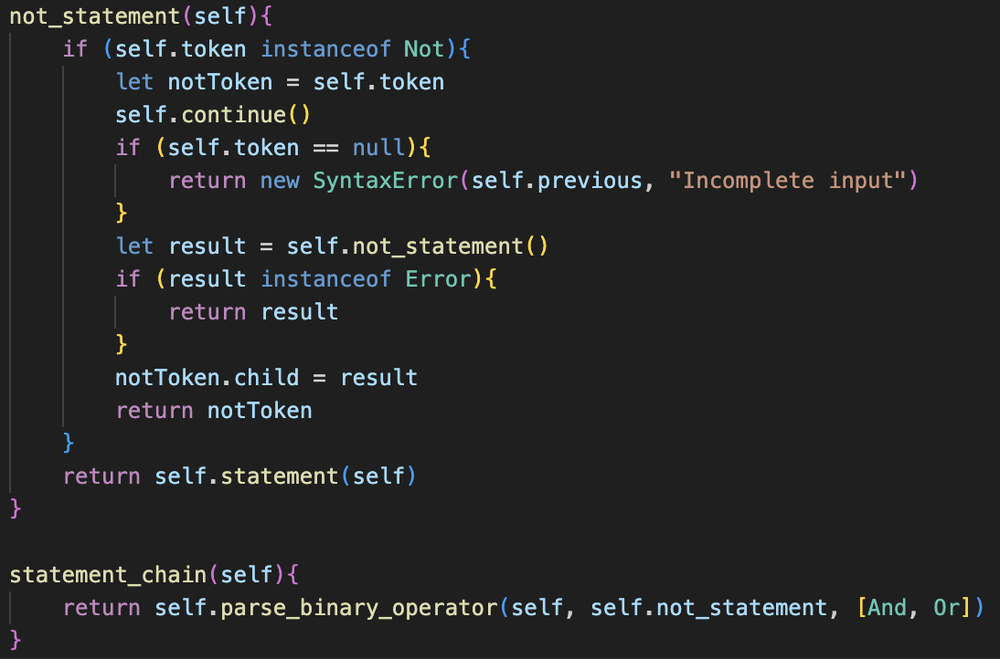 not_statement(self){
    if (self.token instanceof Not){
        let notToken = self.token
        self.continue()
        if (self.token == null){
            return new SyntaxError(self.previous, "Incomplete input")
        }
        let result = self.not_statement()
        if (result instanceof Error){
            return result
        }
        notToken.child = result
        return notToken
    }
    return self.statement(self)
}

statement_chain(self){
    return self.parse_binary_operator(self, self.not_statement, [And, Or])
}